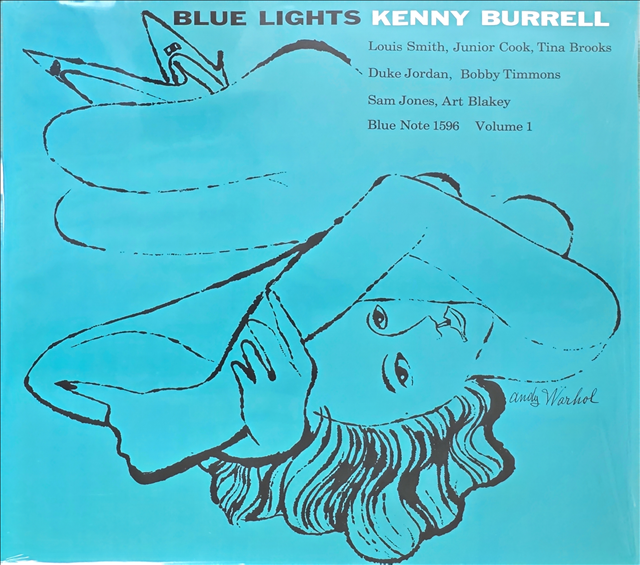 BLUE LIGHTS KENNY BURRELL
Louis Smith, Junior Cook, Tina Brooks
Duke Jordan, Bobby Timmons
Sam Jones, Art Blakey
Blue Note 1596 Volume 1
andy Warhol